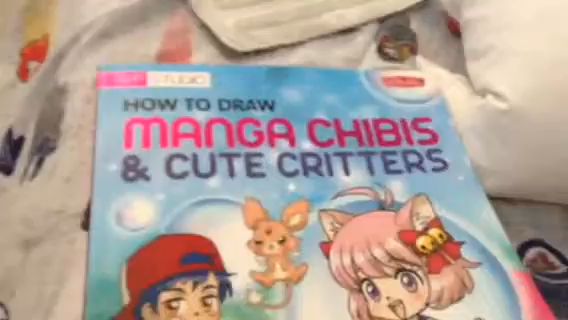 STUDIO
HOW TO DRAW
MANGA CHIBIS
& CUTE CRITTERS